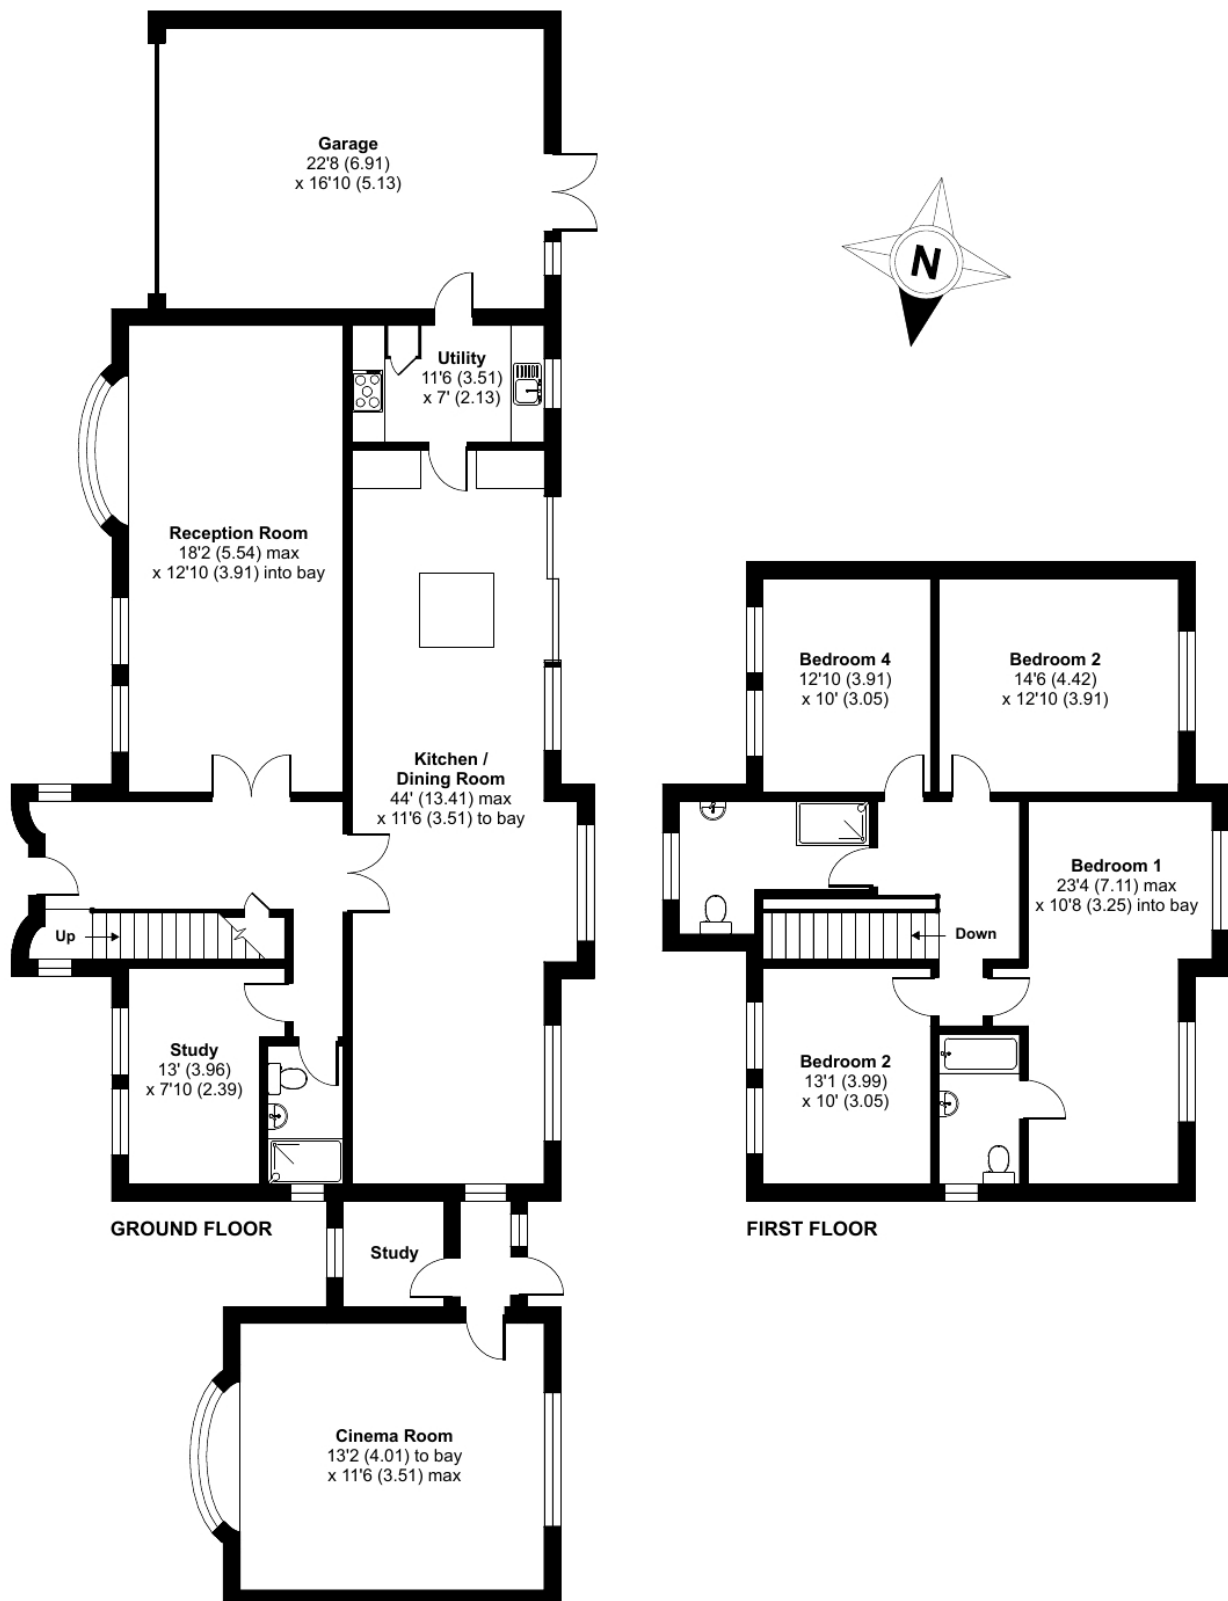 Garage
22'8 (6.91)
x 16'10 (5.13)
N
Utility
11'6 (3.51)
x 7' (2.13)
Reception Room
18'2 (5.54) max
x 12'10 (3.91) into bay
Kitchen /
Dining Room
44' (13.41) max
x 11'6 (3.51) to bay
Up
Study
13' (3.96)
x 7'10 (2.39)
GROUND FLOOR
Study
Cinema Room
13'2 (4.01) to bay
x 11'6 (3.51) max
Bedroom 4
12'10 (3.91)
x 10' (3.05)
Bedroom 2
14'6 (4.42)
x 12'10 (3.91)
Bedroom 1
23'4 (7.11) max
x 10'8 (3.25) into bay
Down
Bedroom 2
13'1 (3.99)
x 10' (3.05)
FIRST FLOOR